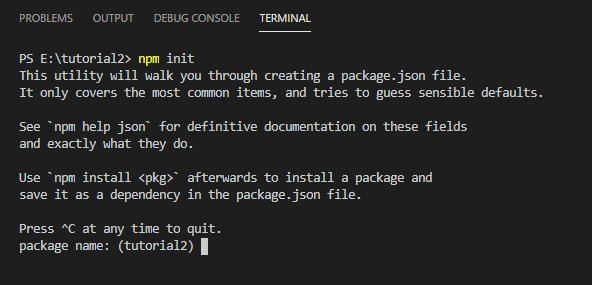 PROBLEMS OUTPUT DEBUG CONSOLE TERMINAL
PS E:\tutorial2> npm init
This utility will walk you through creating a package.json file.
It only covers the most common items, and tries to guess sensible defaults.
See `npm help json` for definitive documentation on these fields
and exactly what they do.
Use `npm install <pkg>` afterwards to install a package and
save it as a dependency in the package.json file.
Press ^C at any time to quit.
package name: (tutorial2)